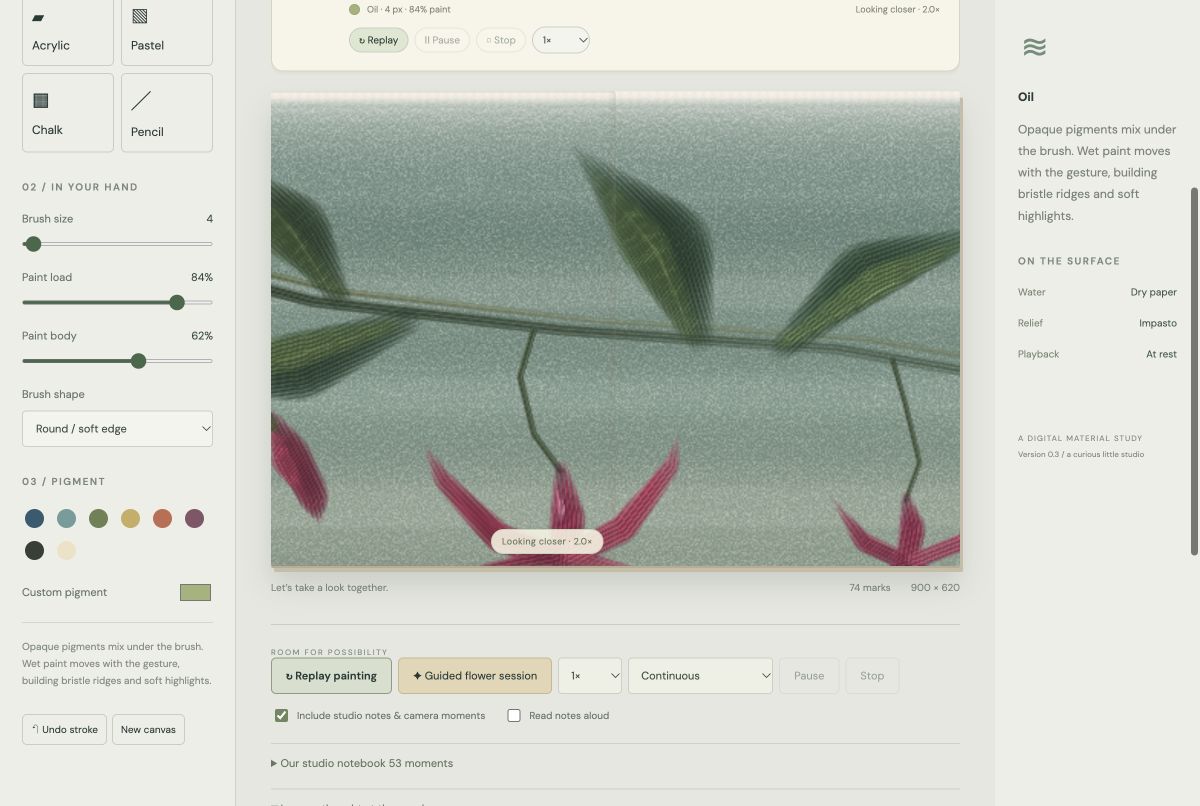 Acrylic
Pastel
Chalk
Pencil
02 / IN YOUR HAND
Brush size 4
Paint load 84%
Paint body 62%
Brush shape
Round / soft edge
03 / PIGMENT
Custom pigment
Opaque pigments mix under the brush.
Wet paint moves with the gesture,
building bristle ridges and soft highlights.
Undo stroke
New canvas
Oil · 4 px · 84% paint
Looking closer · 2.0×
↻ Replay
II Pause
Stop
1×
Looking closer · 2.0×
Let's take a look together.
74 marks 900 × 620
ROOM FOR POSSIBILITY
↻ Replay painting
✦ Guided flower session
1×
Continuous
Pause
Stop
Include studio notes & camera moments
Read notes aloud
Our studio notebook 53 moments
Oil
Opaque pigments mix under
the brush. Wet paint moves
with the gesture, building
bristle ridges and soft
highlights.
ON THE SURFACE
Water Dry paper
Relief Impasto
Playback At rest
A DIGITAL MATERIAL STUDY
Version 0.3 / a curious little studio